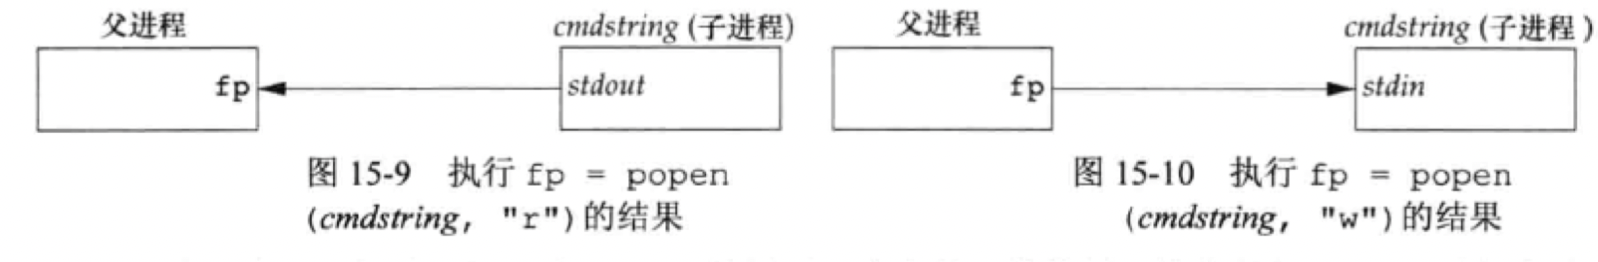 父进程
cmdstring (子进程)
fp
stdout
图 15-9 执行 fp = popen
(cmdstring, "r")的结果
父进程
cmdstring (子进程 )
fp
stdin
图 15-10 执行 fp = popen
(cmdstring, "w")的结果